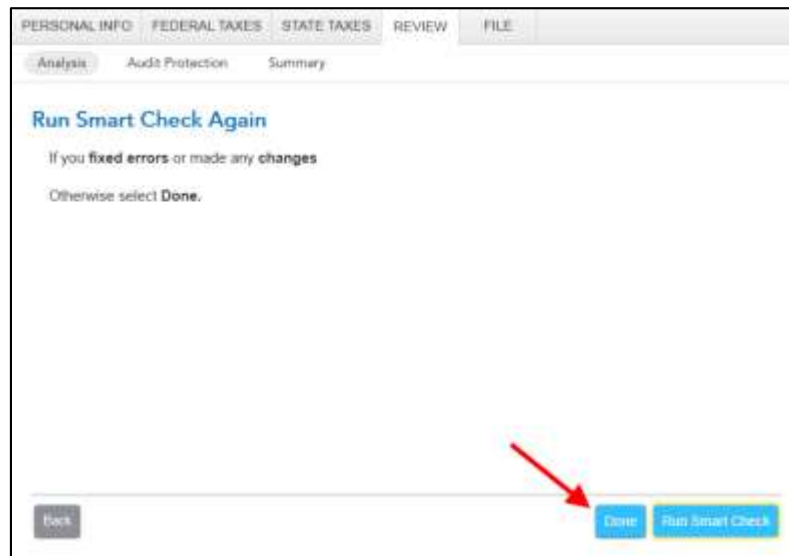 PERSONAL INFO FEDERAL TAXES STATE TAXES REVIEW FILE
Analysis Audit Protection Summary
Run Smart Check Again
If you fixed errors or made any changes
Otherwise select Done.
Back Done Run Smart Check